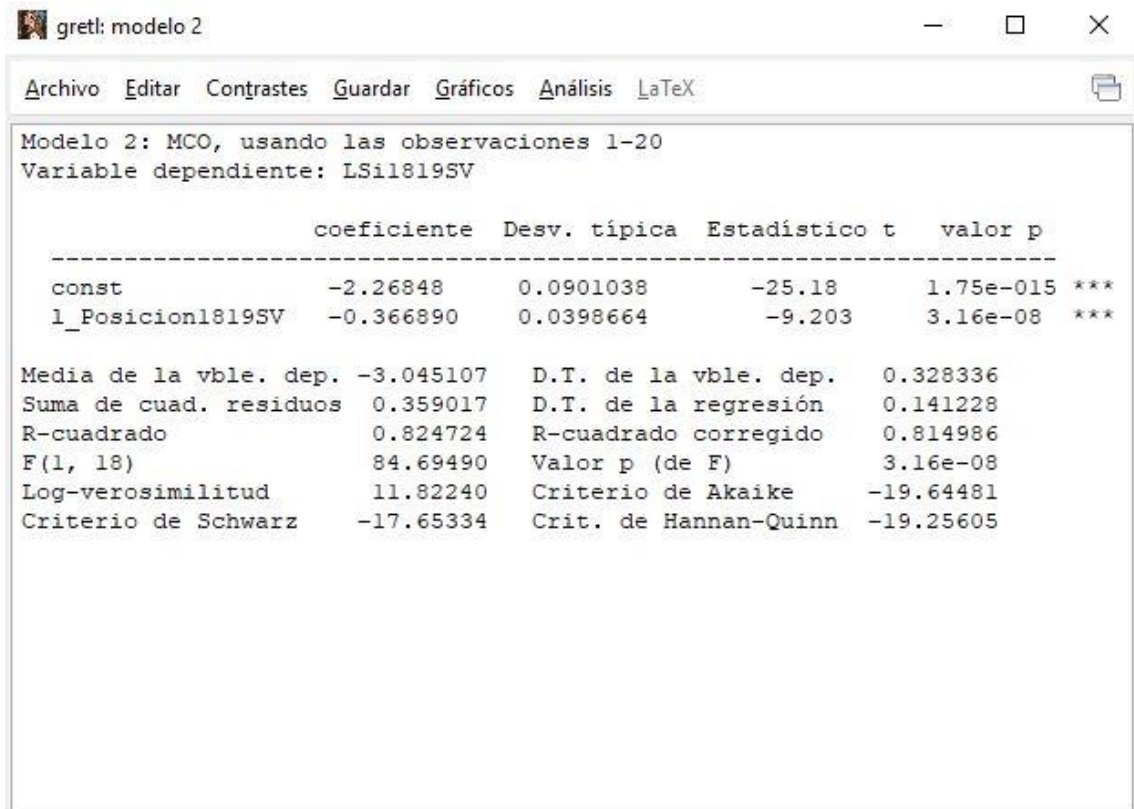 gretl: modelo 2
Archivo Editar Contrastes Guardar Gráficos Análisis LaTeX
Modelo 2: MCO, usando las observaciones 1-20
Variable dependiente: LSi1819SV
coeficiente Desv. típica Estadístico t valor p
---------------------------------------------------------------------
const -2.26848 0.0901038 -25.18 1.75e-015 ***
l_Posicion1819SV -0.366890 0.0398664 -9.203 3.16e-08 ***
Media de la vble. dep. -3.045107 D.T. de la vble. dep. 0.328336
Suma de cuad. residuos 0.359017 D.T. de la regresión 0.141228
R-cuadrado 0.824724 R-cuadrado corregido 0.814986
F(1, 18) 84.69490 Valor p (de F) 3.16e-08
Log-verosimilitud 11.82240 Criterio de Akaike -19.64481
Criterio de Schwarz -17.65334 Crit. de Hannan-Quinn -19.25605